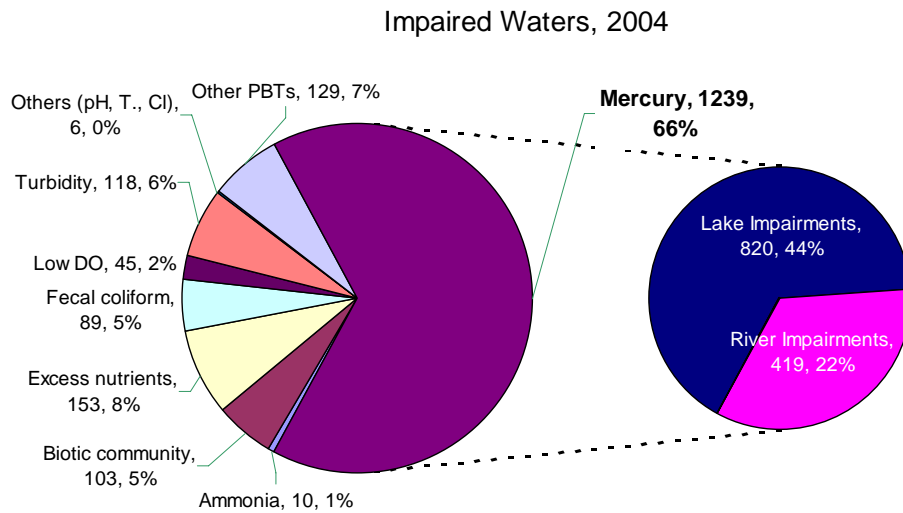 Impaired Waters, 2004
Other PBTs, 129, 7%
Others (pH, T., Cl),
6, 0%
Turbidity, 118, 6%
Low DO, 45, 2%
Fecal coliform,
89, 5%
Excess nutrients,
153, 8%
Biotic community,
103, 5%
Ammonia, 10, 1%
Mercury, 1239,
66%
Lake Impairments,
820, 44%
River Impairments,
419, 22%